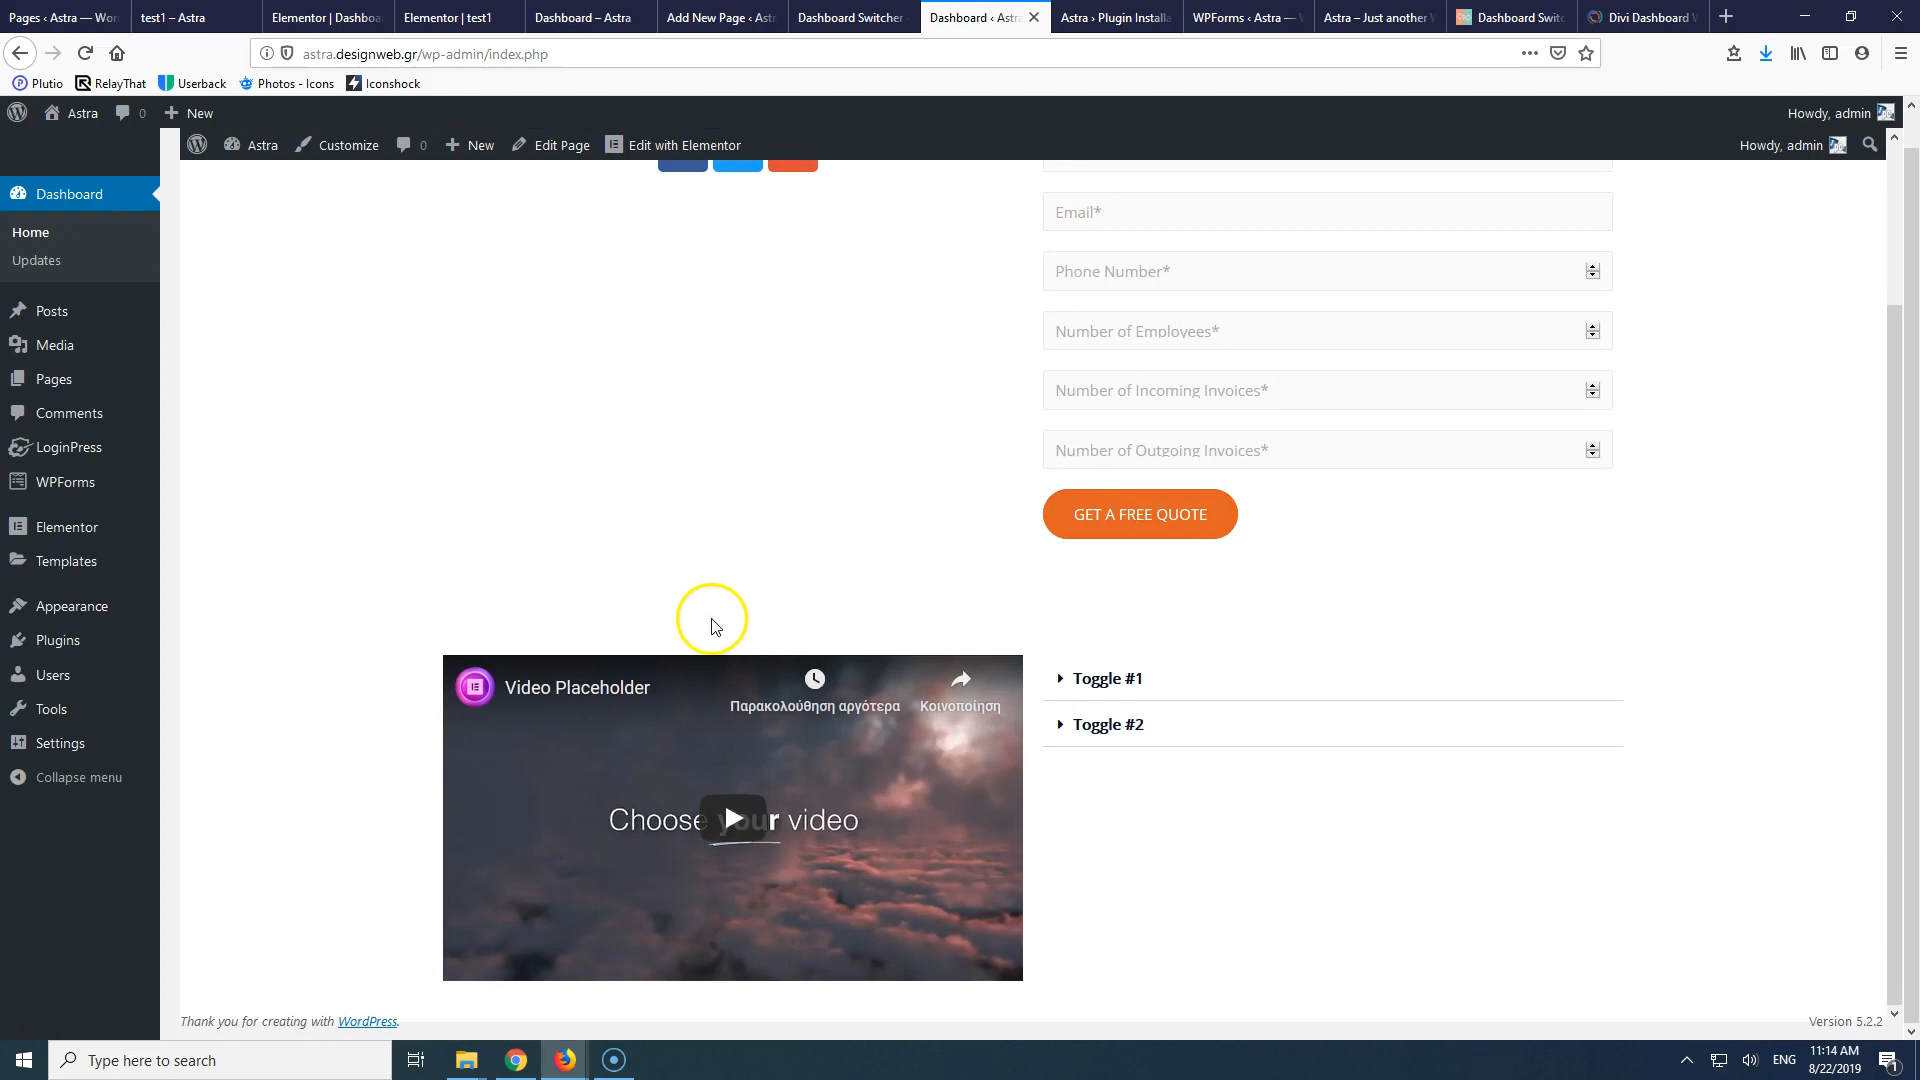 Pages ‹ Astra — Wor
test1 – Astra
Elementor | Dashboa
Elementor | test1
Dashboard – Astra
Add New Page ‹ Astr
Dashboard Switcher
Dashboard ‹ Astra
Astra › Plugin Installa
WPForms ‹ Astra — W
Astra – Just another W
Dashboard Switc
Divi Dashboard W
astra.designweb.gr/wp-admin/index.php
Plutio
RelayThat
Userback
Photos - Icons
Iconshock
Astra
0
New
Howdy, admin
Astra
Customize
0
New
Edit Page
Edit with Elementor
Howdy, admin
Dashboard
Home
Updates
Posts
Media
Pages
Comments
LoginPress
WPForms
Elementor
Templates
Appearance
Plugins
Users
Tools
Settings
Collapse menu
Email*
Phone Number*
Number of Employees*
Number of Incoming Invoices*
Number of Outgoing Invoices*
GET A FREE QUOTE
Video Placeholder
Παρακολούθηση αργότερα
Κοινοποίηση
Choose your video
Toggle #1
Toggle #2
Thank you for creating with WordPress.
Version 5.2.2
Type here to search
ENG
11:14 AM
8/22/2019
1